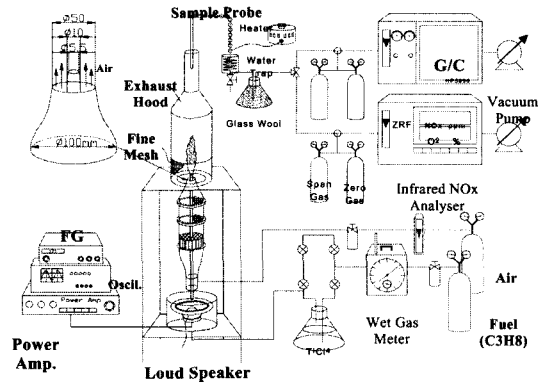 Sample Probe
Ø50
Ø10
Ø5.5
Air
Ø100mm
Heater
Water
Trap
Exhaust
Hood
Glass Wool
G/C
ZRF
NOx ppm
O² %
Vacuum
Pump
Fine
Mesh
Span
Gas
Zero
Gas
Infrared NOx
Analyser
FG
Oscil.
Power Amp
Power
Amp.
Loud Speaker
TiCl⁴
Wet Gas
Meter
Air
Fuel
(C3H8)